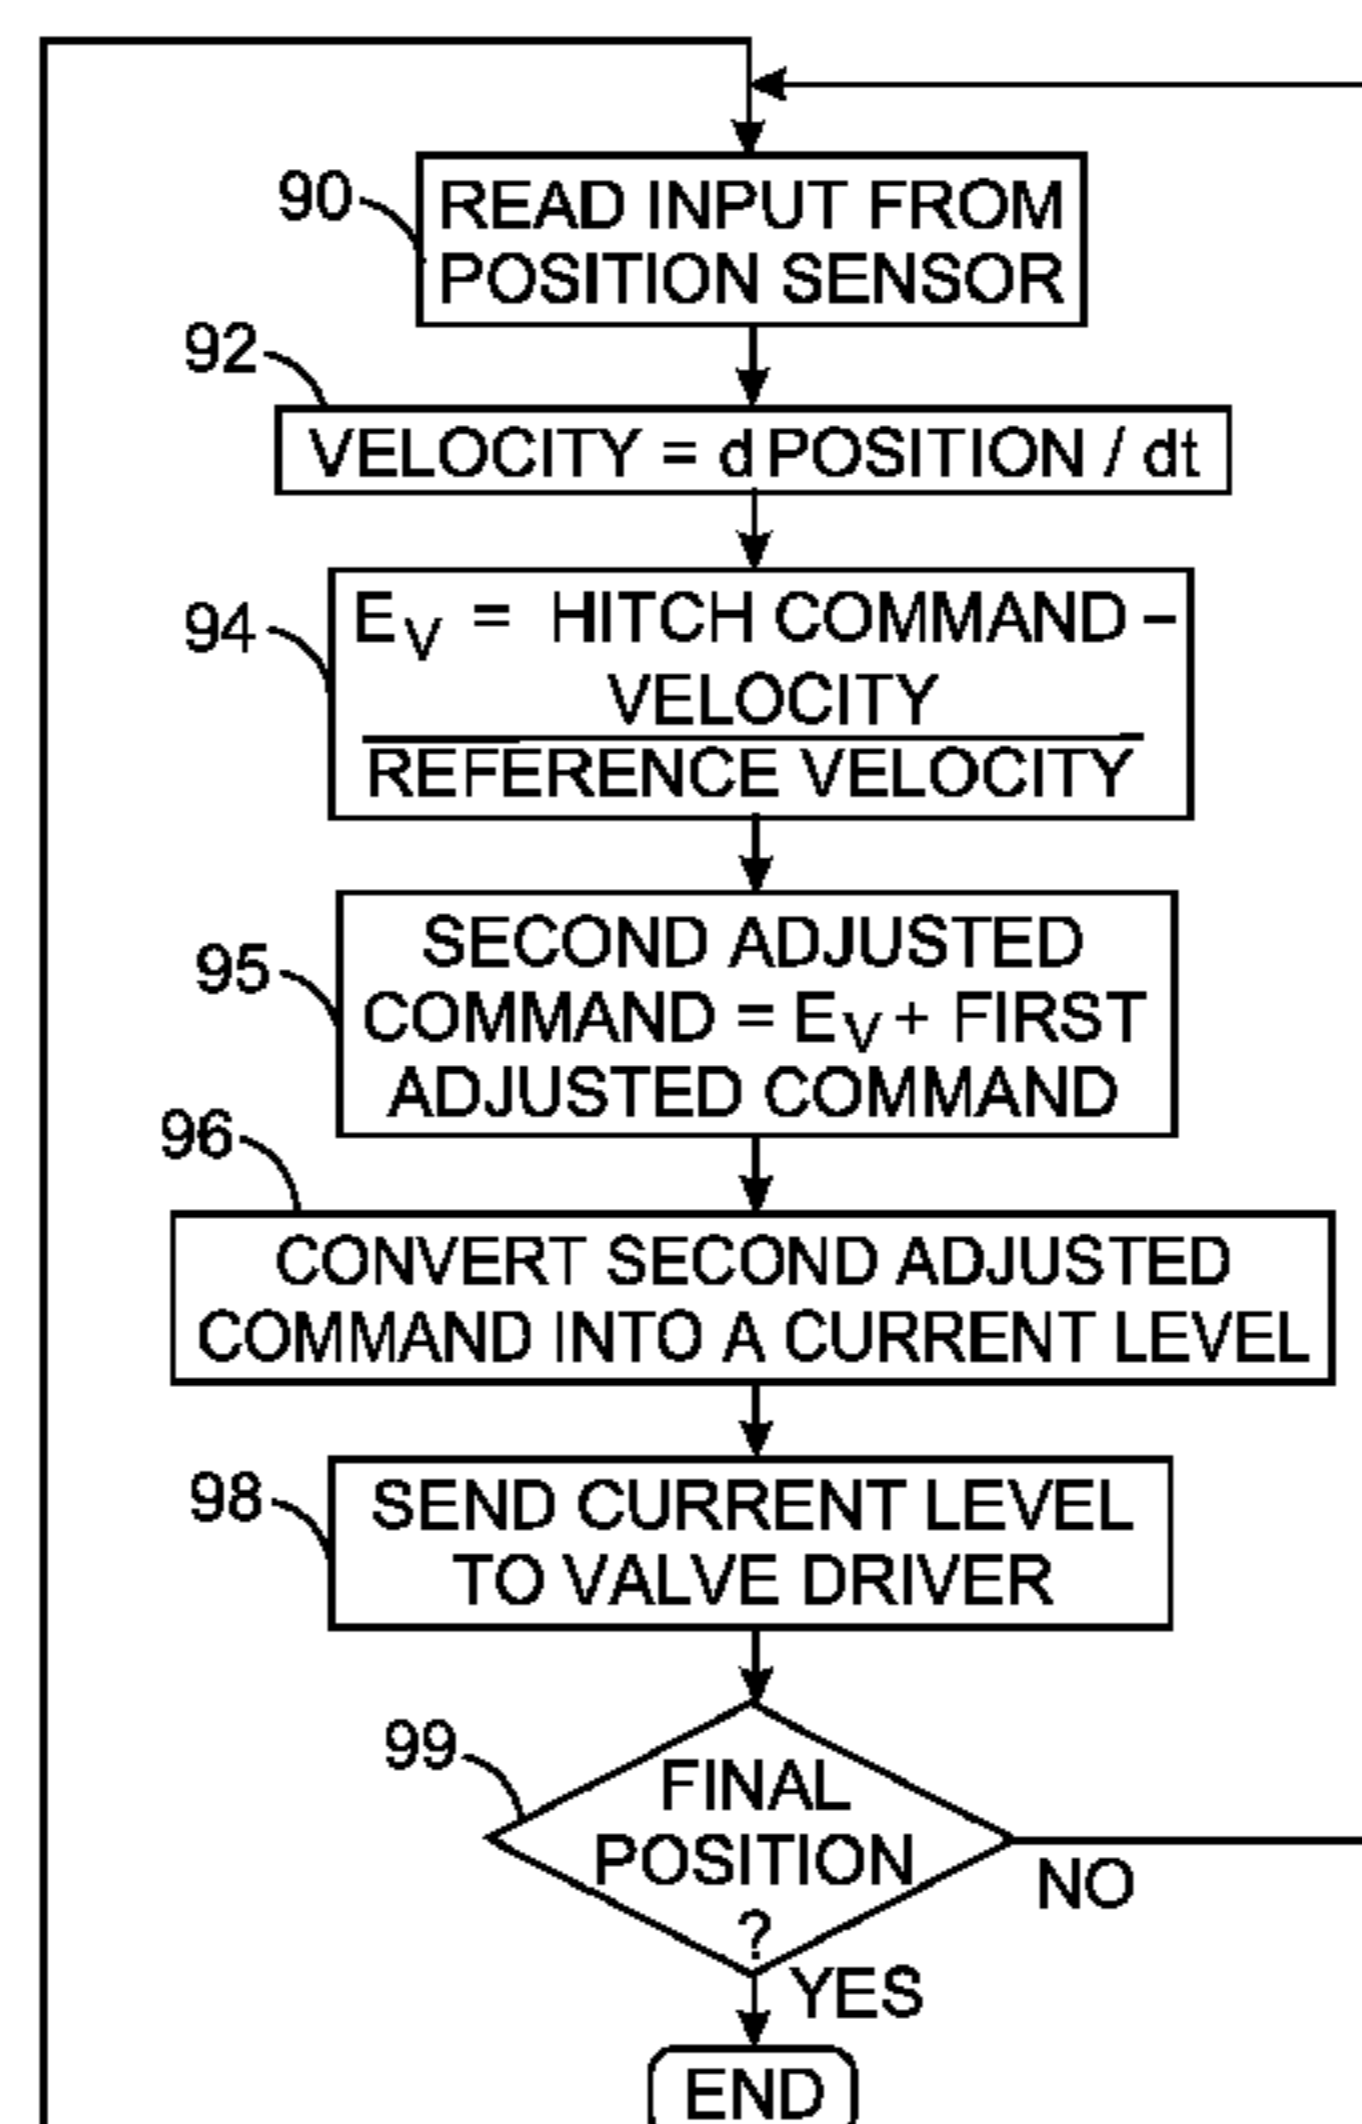 90
READ INPUT FROM
POSITION SENSOR
92
VELOCITY = d POSITION / dt
94
EV = HITCH COMMAND –
VELOCITY
REFERENCE VELOCITY
95
SECOND ADJUSTED
COMMAND = EV + FIRST
ADJUSTED COMMAND
96
CONVERT SECOND ADJUSTED
COMMAND INTO A CURRENT LEVEL
98
SEND CURRENT LEVEL
TO VALVE DRIVER
99
FINAL
POSITION
?
NO
YES
END